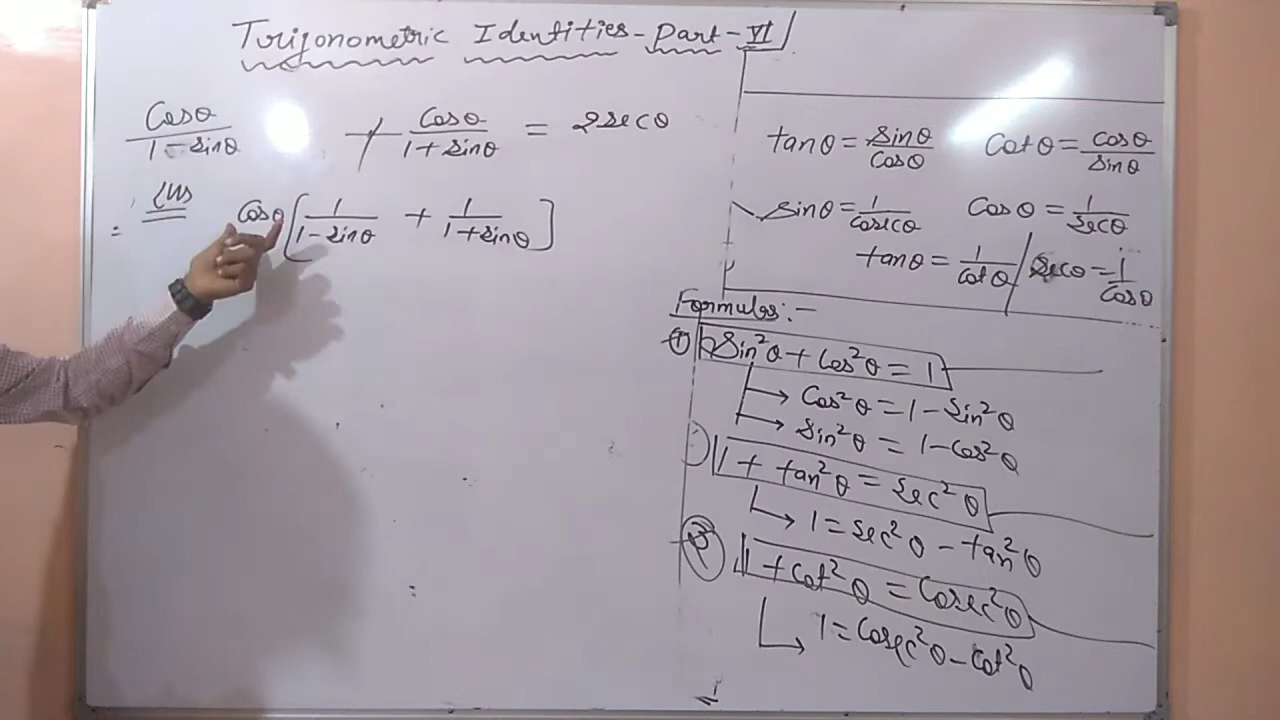 Trigonometric Identities - Part - VI
Cosθ/1 - Sinθ + Cosθ/1 + Sinθ = 2Secθ
= LHS Cosθ [1/1 - Sinθ + 1/1 + Sinθ]
tanθ = Sinθ/Cosθ Cotθ = Cosθ/Sinθ
Sinθ = 1/Cosecθ Cosθ = 1/Secθ
tanθ = 1/Cotθ / Secθ = 1/Cosθ
Formulas :-
① Sin²θ + Cos²θ = 1
→ Cos²θ = 1 - Sin²θ
→ Sin²θ = 1 - Cos²θ
1 + tan²θ = Sec²θ
→ 1 = Sec²θ - tan²θ
1 + Cot²θ = Cosec²θ
→ 1 = Cosec²θ - Cot²θ